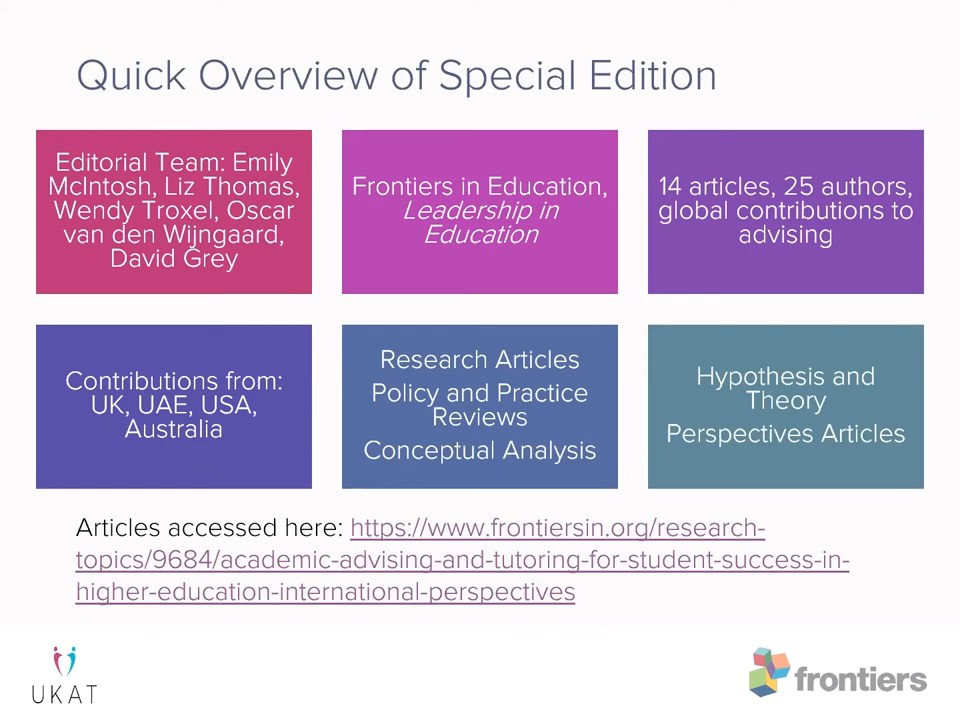 Quick Overview of Special Edition
Editorial Team: Emily
McIntosh, Liz Thomas,
Wendy Troxel, Oscar
van den Wijngaard,
David Grey
Frontiers in Education,
Leadership in
Education
14 articles, 25 authors,
global contributions to
advising
Contributions from:
UK, UAE, USA,
Australia
Research Articles
Policy and Practice
Reviews
Conceptual Analysis
Hypothesis and
Theory
Perspectives Articles
Articles accessed here: https://www.frontiersin.org/research-
topics/9684/academic-advising-and-tutoring-for-student-success-in-
higher-education-international-perspectives
UKAT
frontiers